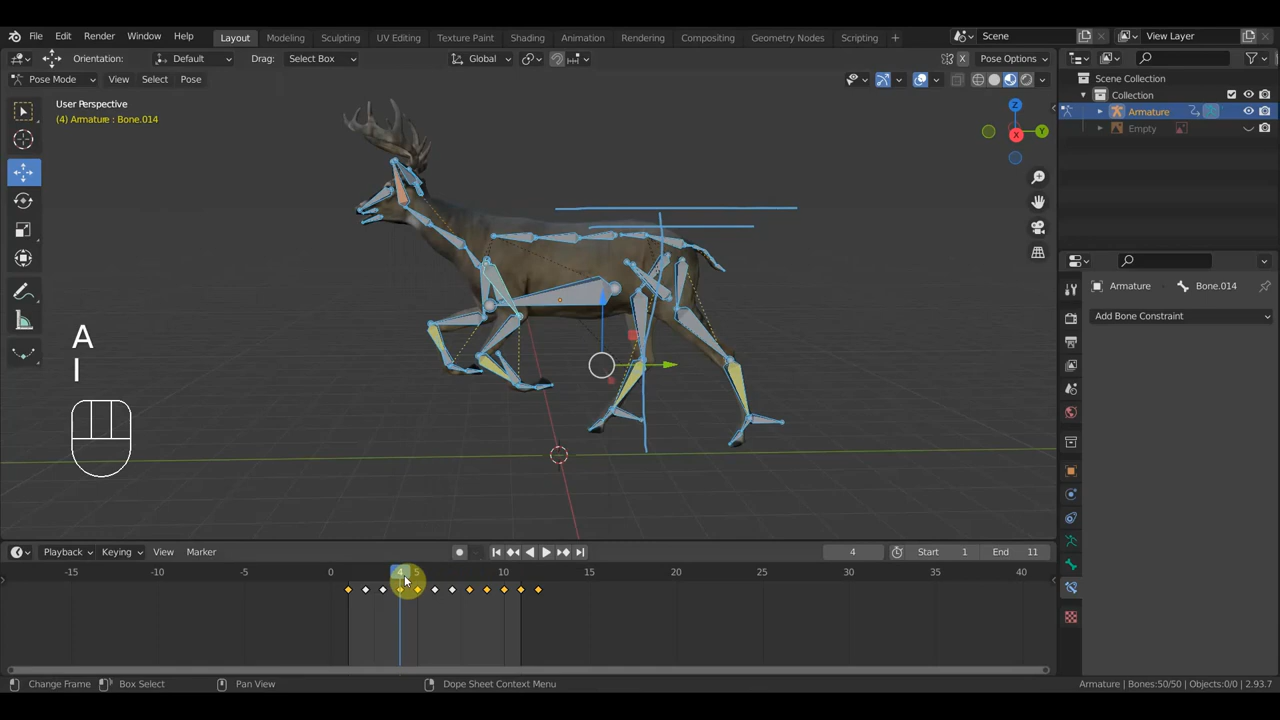 File Edit Render Window Help Layout Modeling Sculpting UV Editing Texture Paint Shading Animation Rendering Compositing Geometry Nodes Scripting + Scene View Layer
Orientation: Default Drag: Select Box Global X Pose Options
Pose Mode View Select Pose
User Perspective
(4) Armature : Bone.014
Z
Y
X
Scene Collection
Collection
Armature
Empty
Armature Bone.014
Add Bone Constraint
A
I
Playback Keying View Marker 4 Start 1 End 11
-15 -10 -5 0 4 5 10 15 20 25 30 35 40
Change Frame Box Select Pan View Dope Sheet Context Menu Armature | Bones:50/50 | Objects:0/0 | 2.93.7